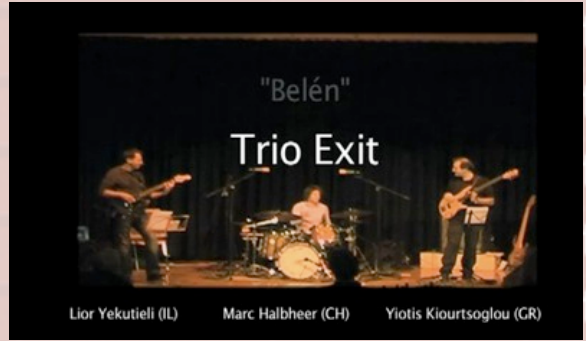 "Belén"
Trio Exit
Lior Yekutieli (IL) Marc Halbheer (CH) Yiotis Kiourtsoglou (GR)